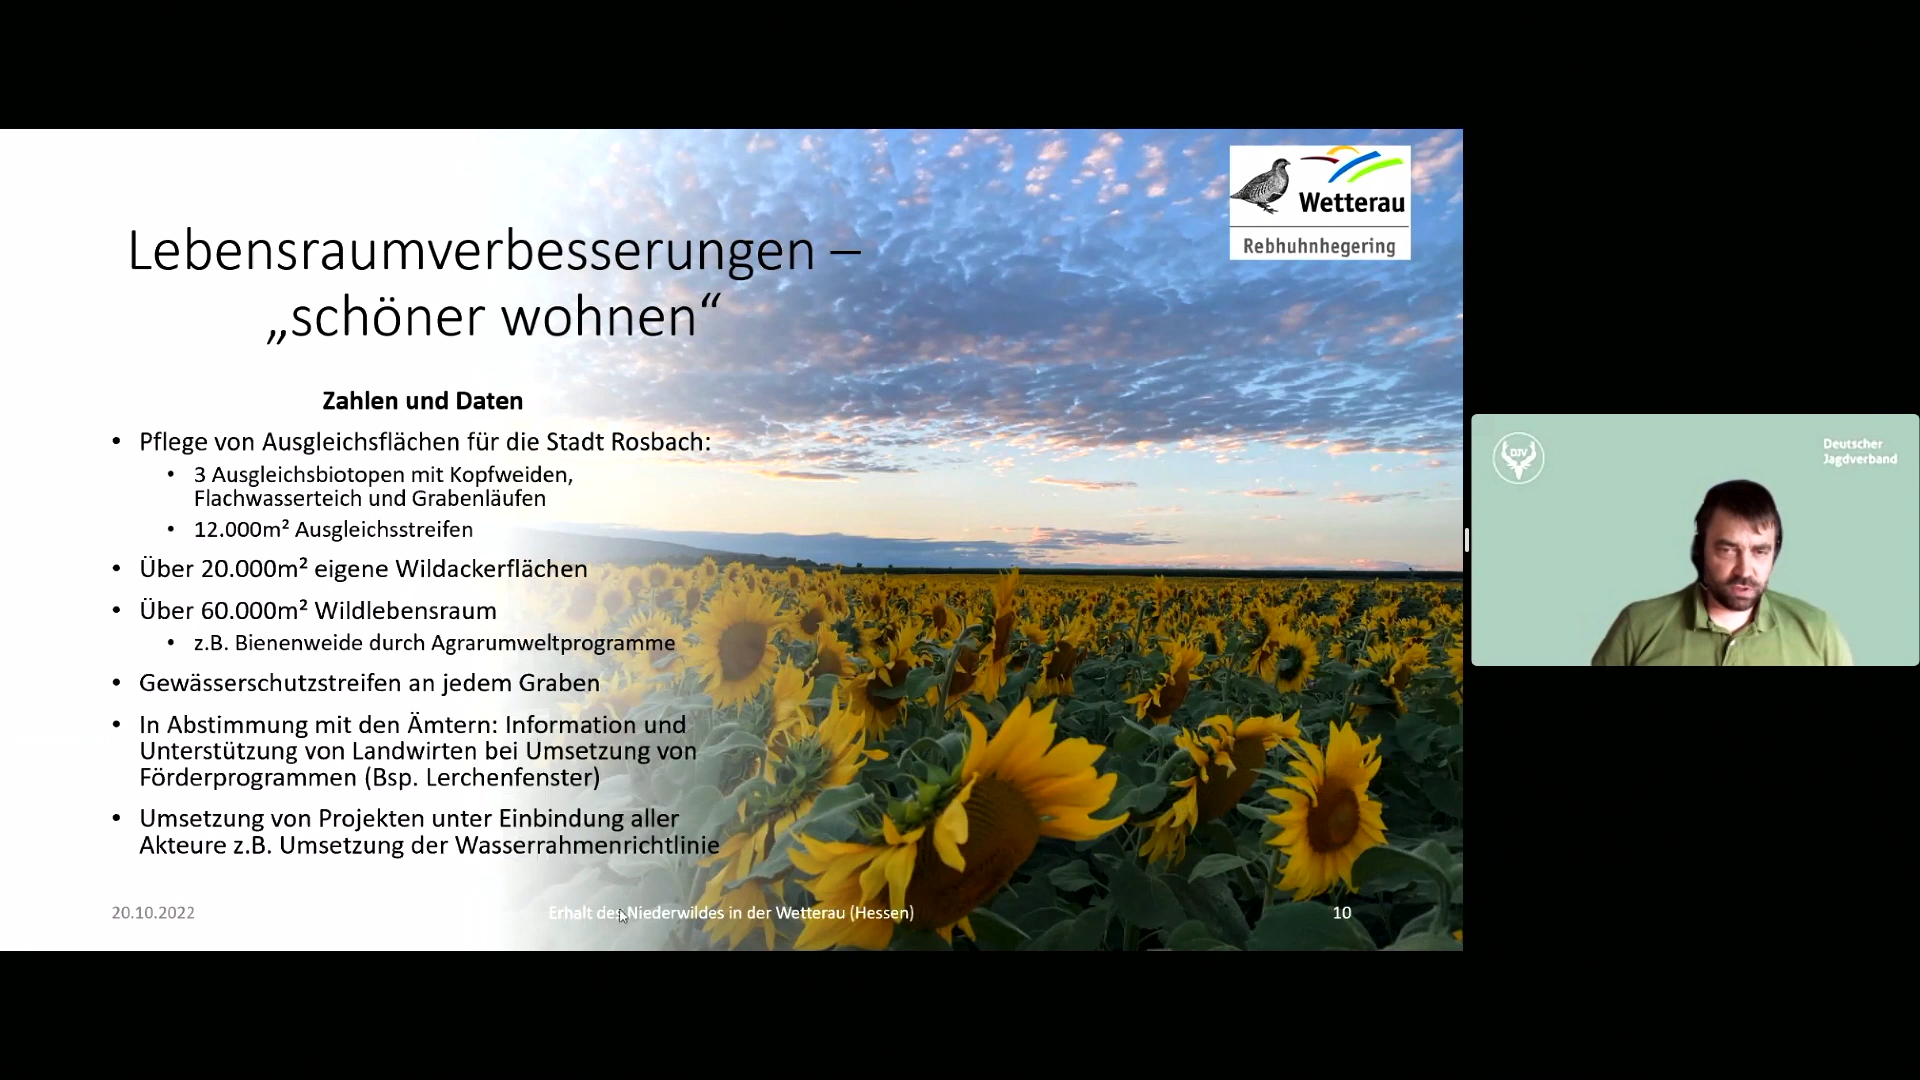 Wetterau
Rebhuhnhegering
Lebensraumverbesserungen –
„schöner wohnen“
Zahlen und Daten
• Pflege von Ausgleichsflächen für die Stadt Rosbach:
• 3 Ausgleichsbiotopen mit Kopfweiden,
Flachwasserteich und Grabenläufen
• 12.000m² Ausgleichsstreifen
• Über 20.000m² eigene Wildackerflächen
• Über 60.000m² Wildlebensraum
• z.B. Bienenweide durch Agrarumweltprogramme
• Gewässerschutzstreifen an jedem Graben
• In Abstimmung mit den Ämtern: Information und
Unterstützung von Landwirten bei Umsetzung von
Förderprogrammen (Bsp. Lerchenfenster)
• Umsetzung von Projekten unter Einbindung aller
Akteure z.B. Umsetzung der Wasserrahmenrichtlinie
20.10.2022
Erhalt des Niederwildes in der Wetterau (Hessen)
10
DJV
Deutscher
Jagdverband